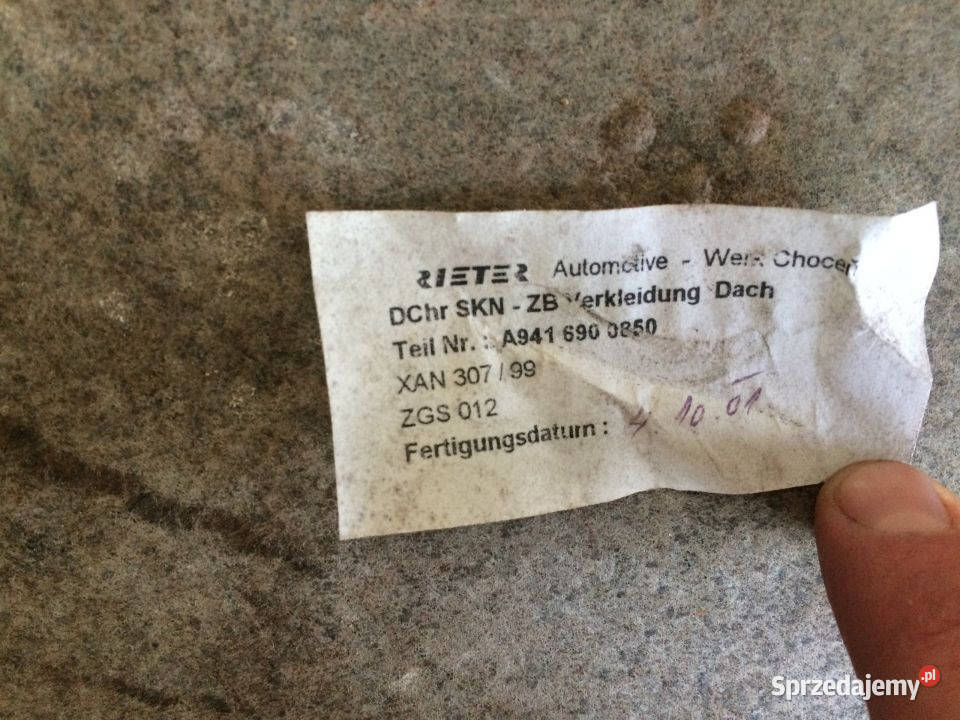 RIETER Automotive - Werk Choceň
DChr SKN - ZB Verkleidung Dach
Teil Nr. : A941 690 0850
XAN 307 / 99
ZGS 012
Fertigungsdatum : 4. 10. 01
Sprzedajemy.pl